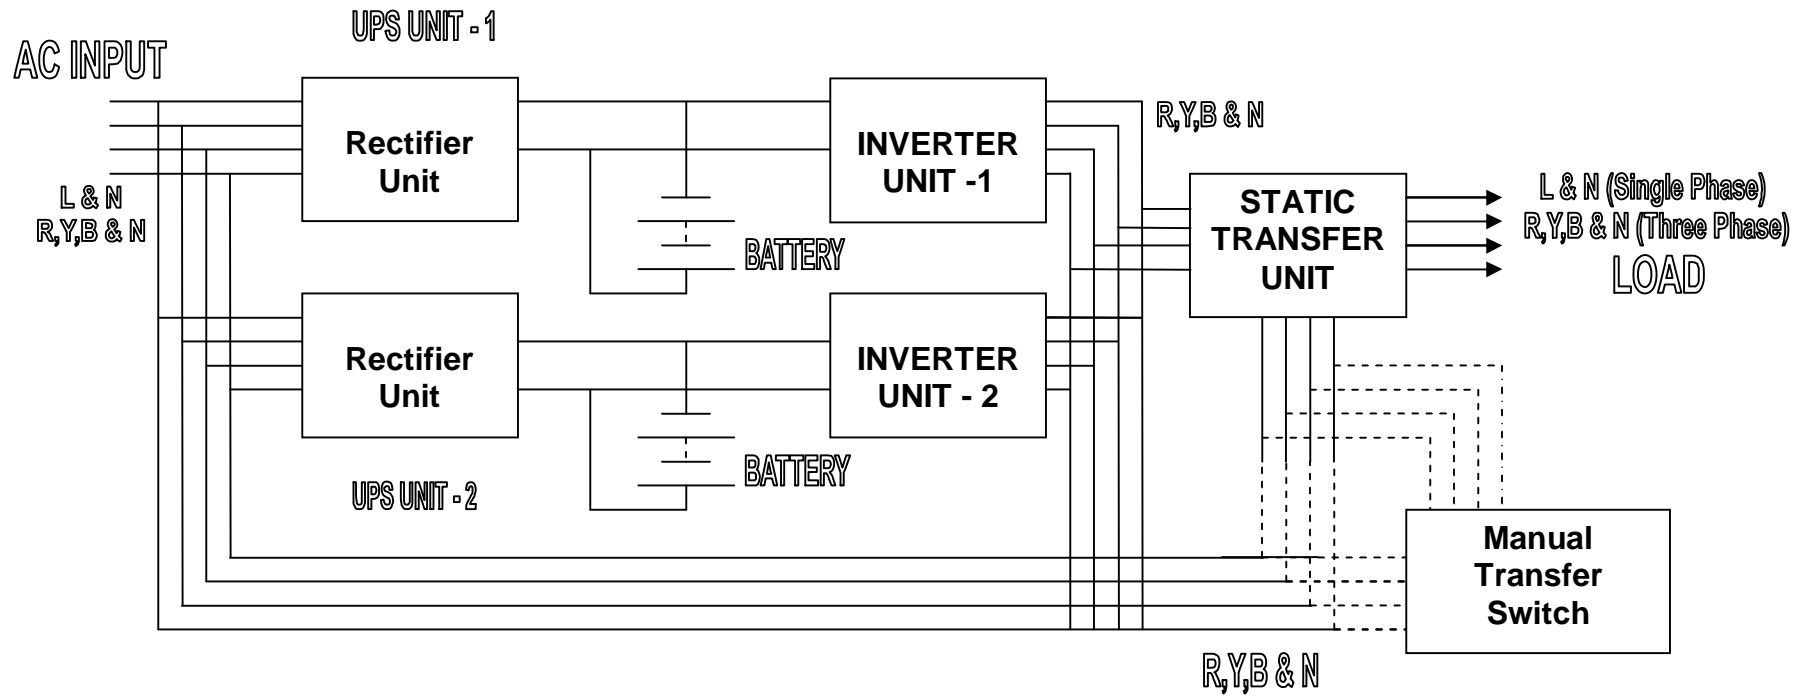 UPS UNIT - 1
AC INPUT
Rectifier
Unit
INVERTER
UNIT -1
R,Y,B & N
L & N
R,Y,B & N
BATTERY
STATIC
TRANSFER
UNIT
L & N (Single Phase)
R,Y,B & N (Three Phase)
LOAD
Rectifier
Unit
INVERTER
UNIT - 2
BATTERY
UPS UNIT - 2
Manual
Transfer
Switch
R,Y,B & N